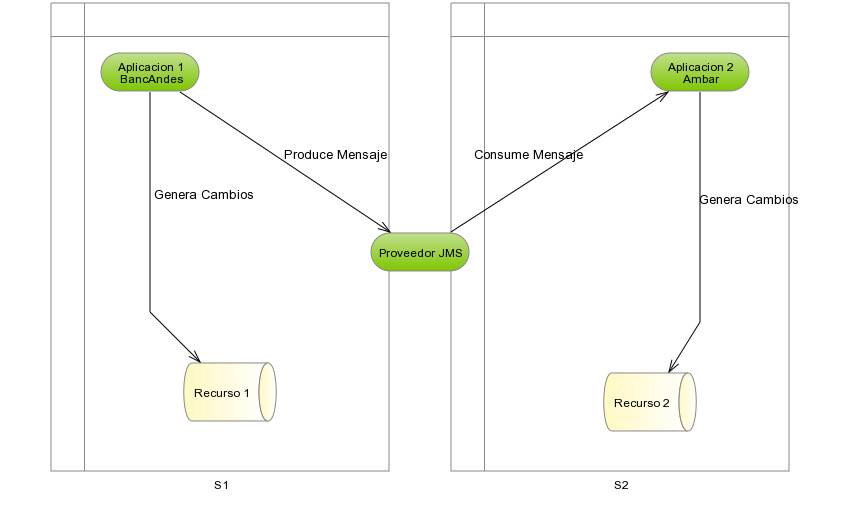 Aplicacion 1
BancAndes
Aplicacion 2
Ambar
Produce Mensaje
Consume Mensaje
Genera Cambios
Genera Cambios
Proveedor JMS
Recurso 1
Recurso 2
S1
S2